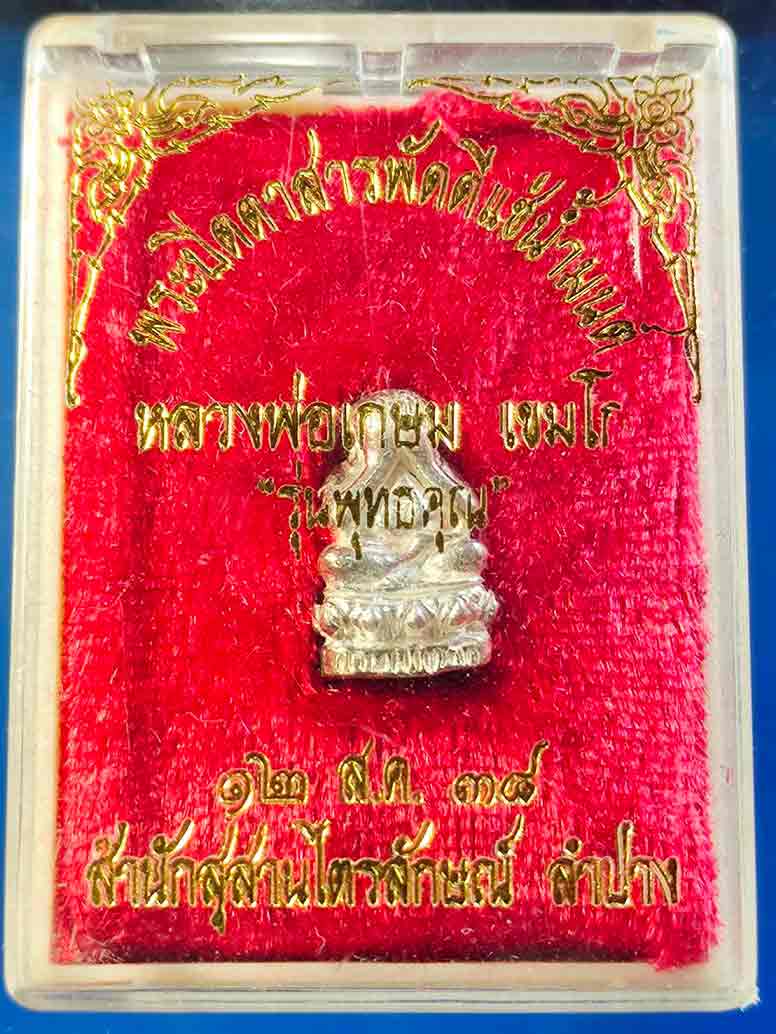 พระปิดตาสารพัดดีแช่น้ำมนต์
หลวงพ่อเกษม เขมโก
"รุ่นพุทธคุณ"
๑๒ ส.ค. ๓๘
สำนักสุสานไตรลักษณ์ ลำปาง